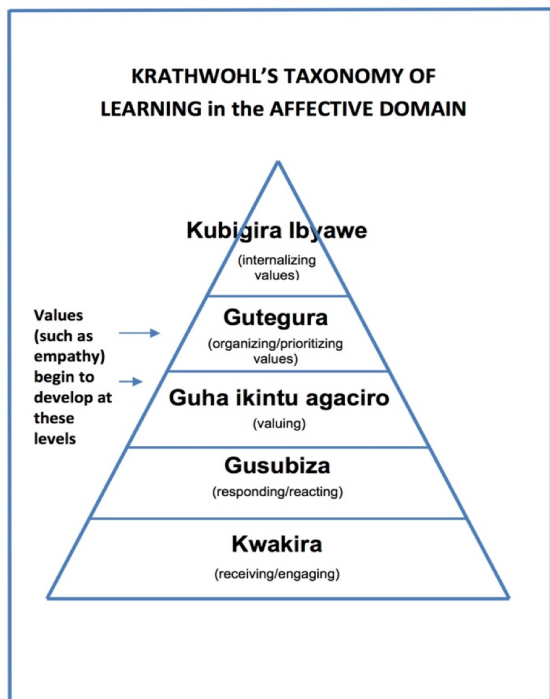 KRATHWOHL'S TAXONOMY OF
LEARNING in the AFFECTIVE DOMAIN
Kubigira Ibyawe
(internalizing
values)
Gutegura
(organizing/prioritizing
values)
Values
(such as
empathy)
begin to
develop at
these
levels
Guha ikintu agaciro
(valuing)
Gusubiza
(responding/reacting)
Kwakira
(receiving/engaging)